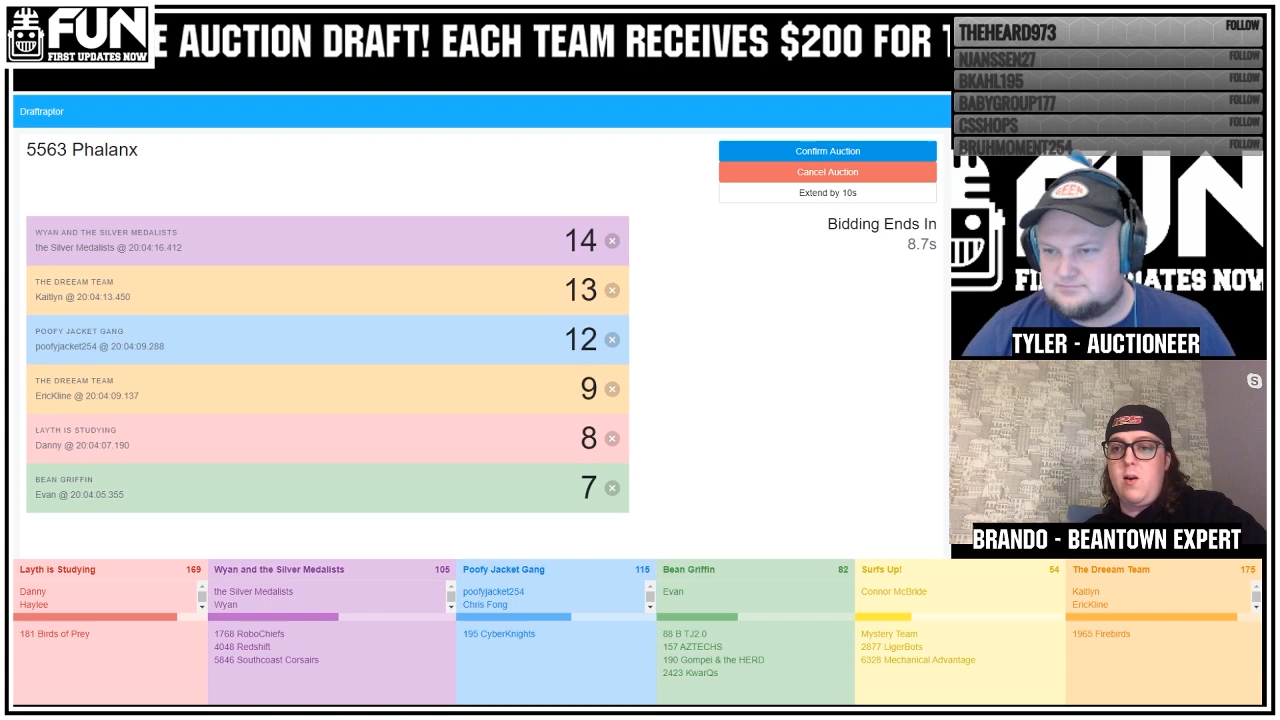 FUN
FIRST UPDATES NOW
E AUCTION DRAFT! EACH TEAM RECEIVES $200 FOR
THEHEARD973 FOLLOW
NJANSSEN27 FOLLOW
BKAHL195 FOLLOW
BABYGROUP177 FOLLOW
CSSHOPS FOLLOW
BRUHMOMENT254 FOLLOW
Draftraptor
5563 Phalanx
Confirm Auction
Cancel Auction
Extend by 10s
Bidding Ends In
8.7s
WYAN AND THE SILVER MEDALISTS
the Silver Medalists @ 20:04:16.412
14
THE DREEAM TEAM
Kaitlyn @ 20:04:13.450
13
POOFY JACKET GANG
poofyjacket254 @ 20:04:09.288
12
THE DREEAM TEAM
EricKline @ 20:04:09.137
9
LAYTH IS STUDYING
Danny @ 20:04:07.190
8
BEAN GRIFFIN
Evan @ 20:04:05.355
7
GEEK
TYLER - AUCTIONEER
125
BRANDO - BEANTOWN EXPERT
Layth is Studying 169
Danny
Haylee
181 Birds of Prey
Wyan and the Silver Medalists 105
the Silver Medalists
Wyan
1768 RoboChiefs
4048 Redshift
5846 Southcoast Corsairs
Poofy Jacket Gang 115
poofyjacket254
Chris Fong
195 CyberKnights
Bean Griffin 82
Evan
88 B TJ2.0
157 AZTECHS
190 Gompei & the HERD
2423 KwarQs
Surfs Up! 54
Connor McBride
Mystery Team
2877 LigerBots
6328 Mechanical Advantage
The Dreeam Team 175
Kaitlyn
EricKline
1965 Firebirds